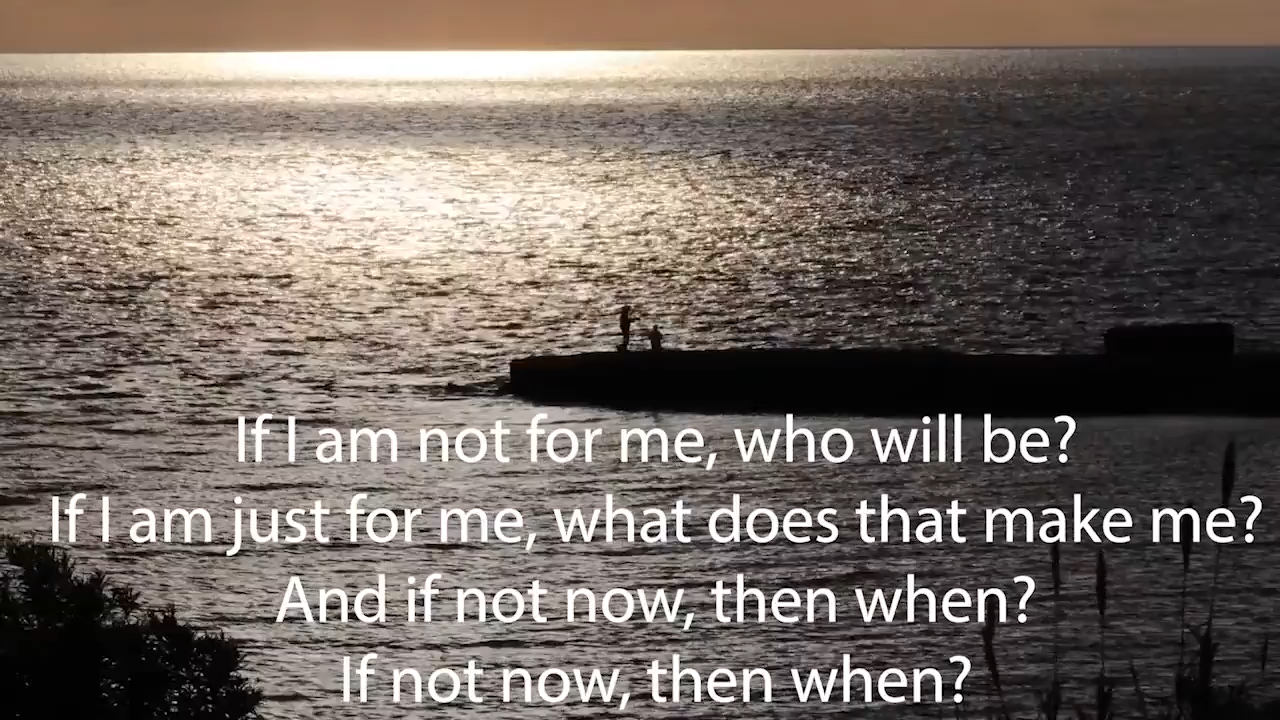 If I am not for me, who will be?
If I am just for me, what does that make me?
And if not now, then when?
If not now, then when?